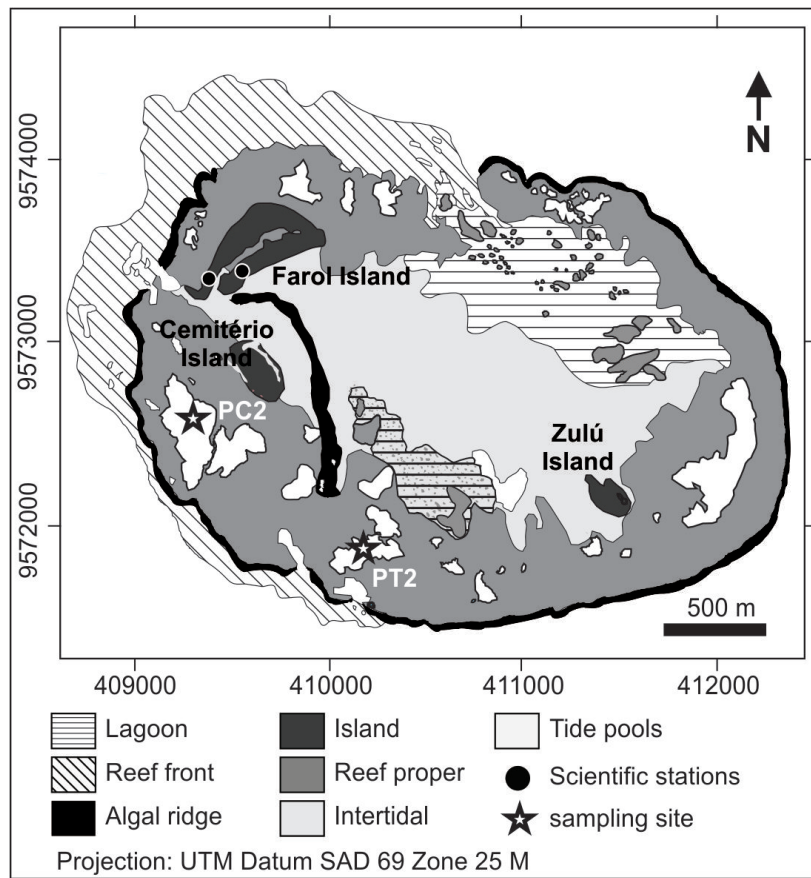 N
9574000
Farol Island
9573000
Cemitério
Island
PC2
Zulú
Island
9572000
PT2
500 m
409000 410000 411000 412000
Lagoon Island Tide pools
Reef front Reef proper Scientific stations
Algal ridge Intertidal sampling site
Projection: UTM Datum SAD 69 Zone 25 M